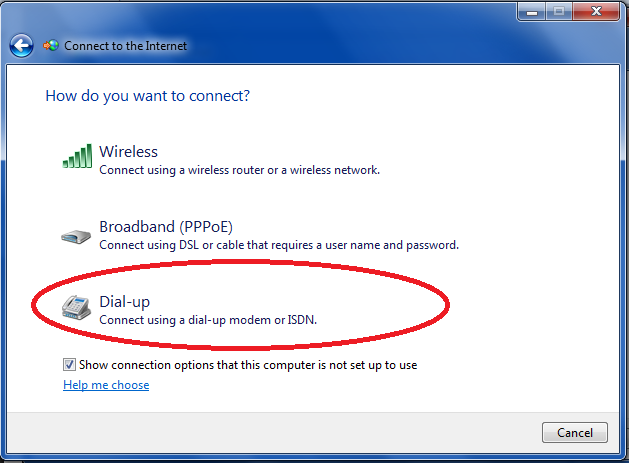 Connect to the Internet
How do you want to connect?
Wireless
Connect using a wireless router or a wireless network.
Broadband (PPPoE)
Connect using DSL or cable that requires a user name and password.
Dial-up
Connect using a dial-up modem or ISDN.
Show connection options that this computer is not set up to use
Help me choose
Cancel